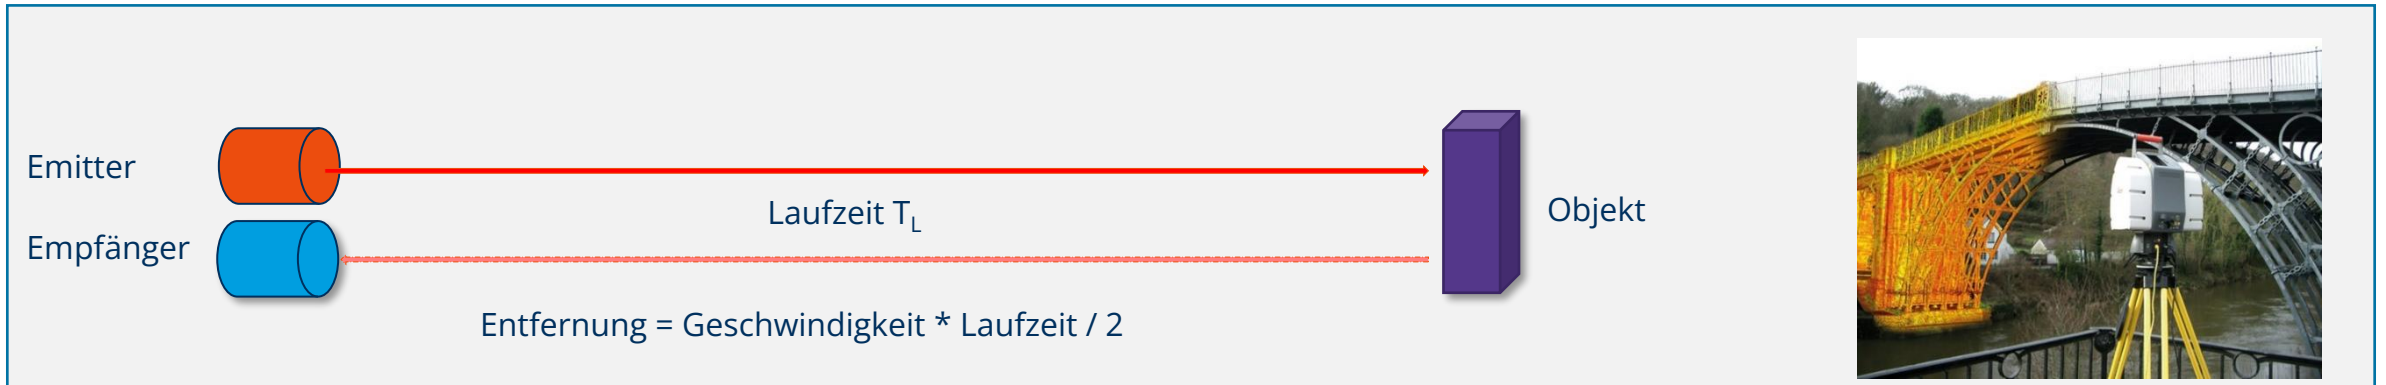 Emitter
Laufzeit TL
Objekt
Empfänger
Entfernung = Geschwindigkeit * Laufzeit / 2